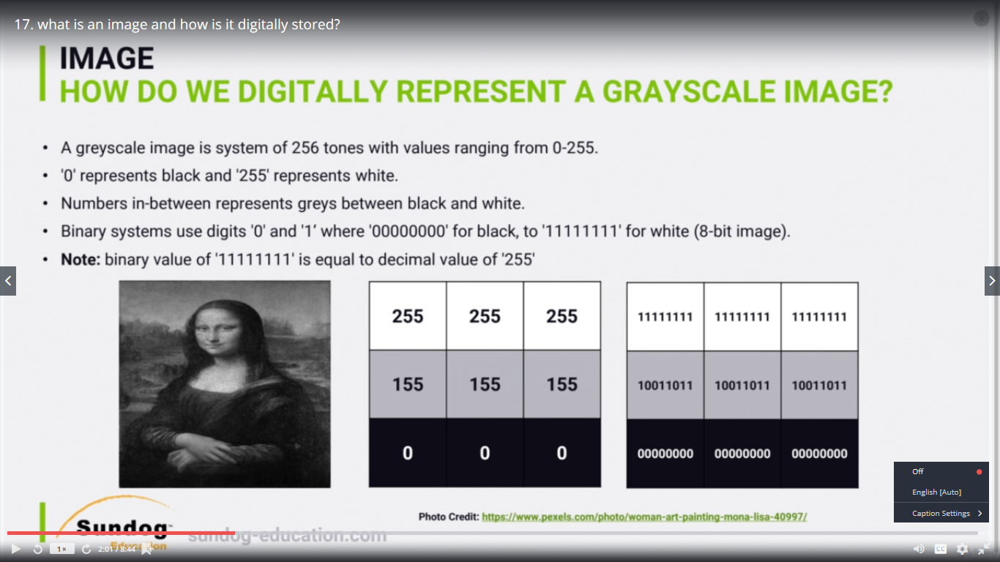 17. what is an image and how is it digitally stored?
IMAGE
HOW DO WE DIGITALLY REPRESENT A GRAYSCALE IMAGE?
• A greyscale image is system of 256 tones with values ranging from 0-255.
• '0' represents black and '255' represents white.
• Numbers in-between represents greys between black and white.
• Binary systems use digits '0' and '1‘ where '00000000' for black, to '11111111' for white (8-bit image).
• Note: binary value of '11111111' is equal to decimal value of '255'
255 255 255
155 155 155
0 0 0
11111111 11111111 11111111
10011011 10011011 10011011
00000000 00000000 00000000
Off
English [Auto]
Caption Settings
Photo Credit: https://www.pexels.com/photo/woman-art-painting-mona-lisa-40997/
Sundog
Education
sundog-education.com
1×
2:01 / 8:44
CC